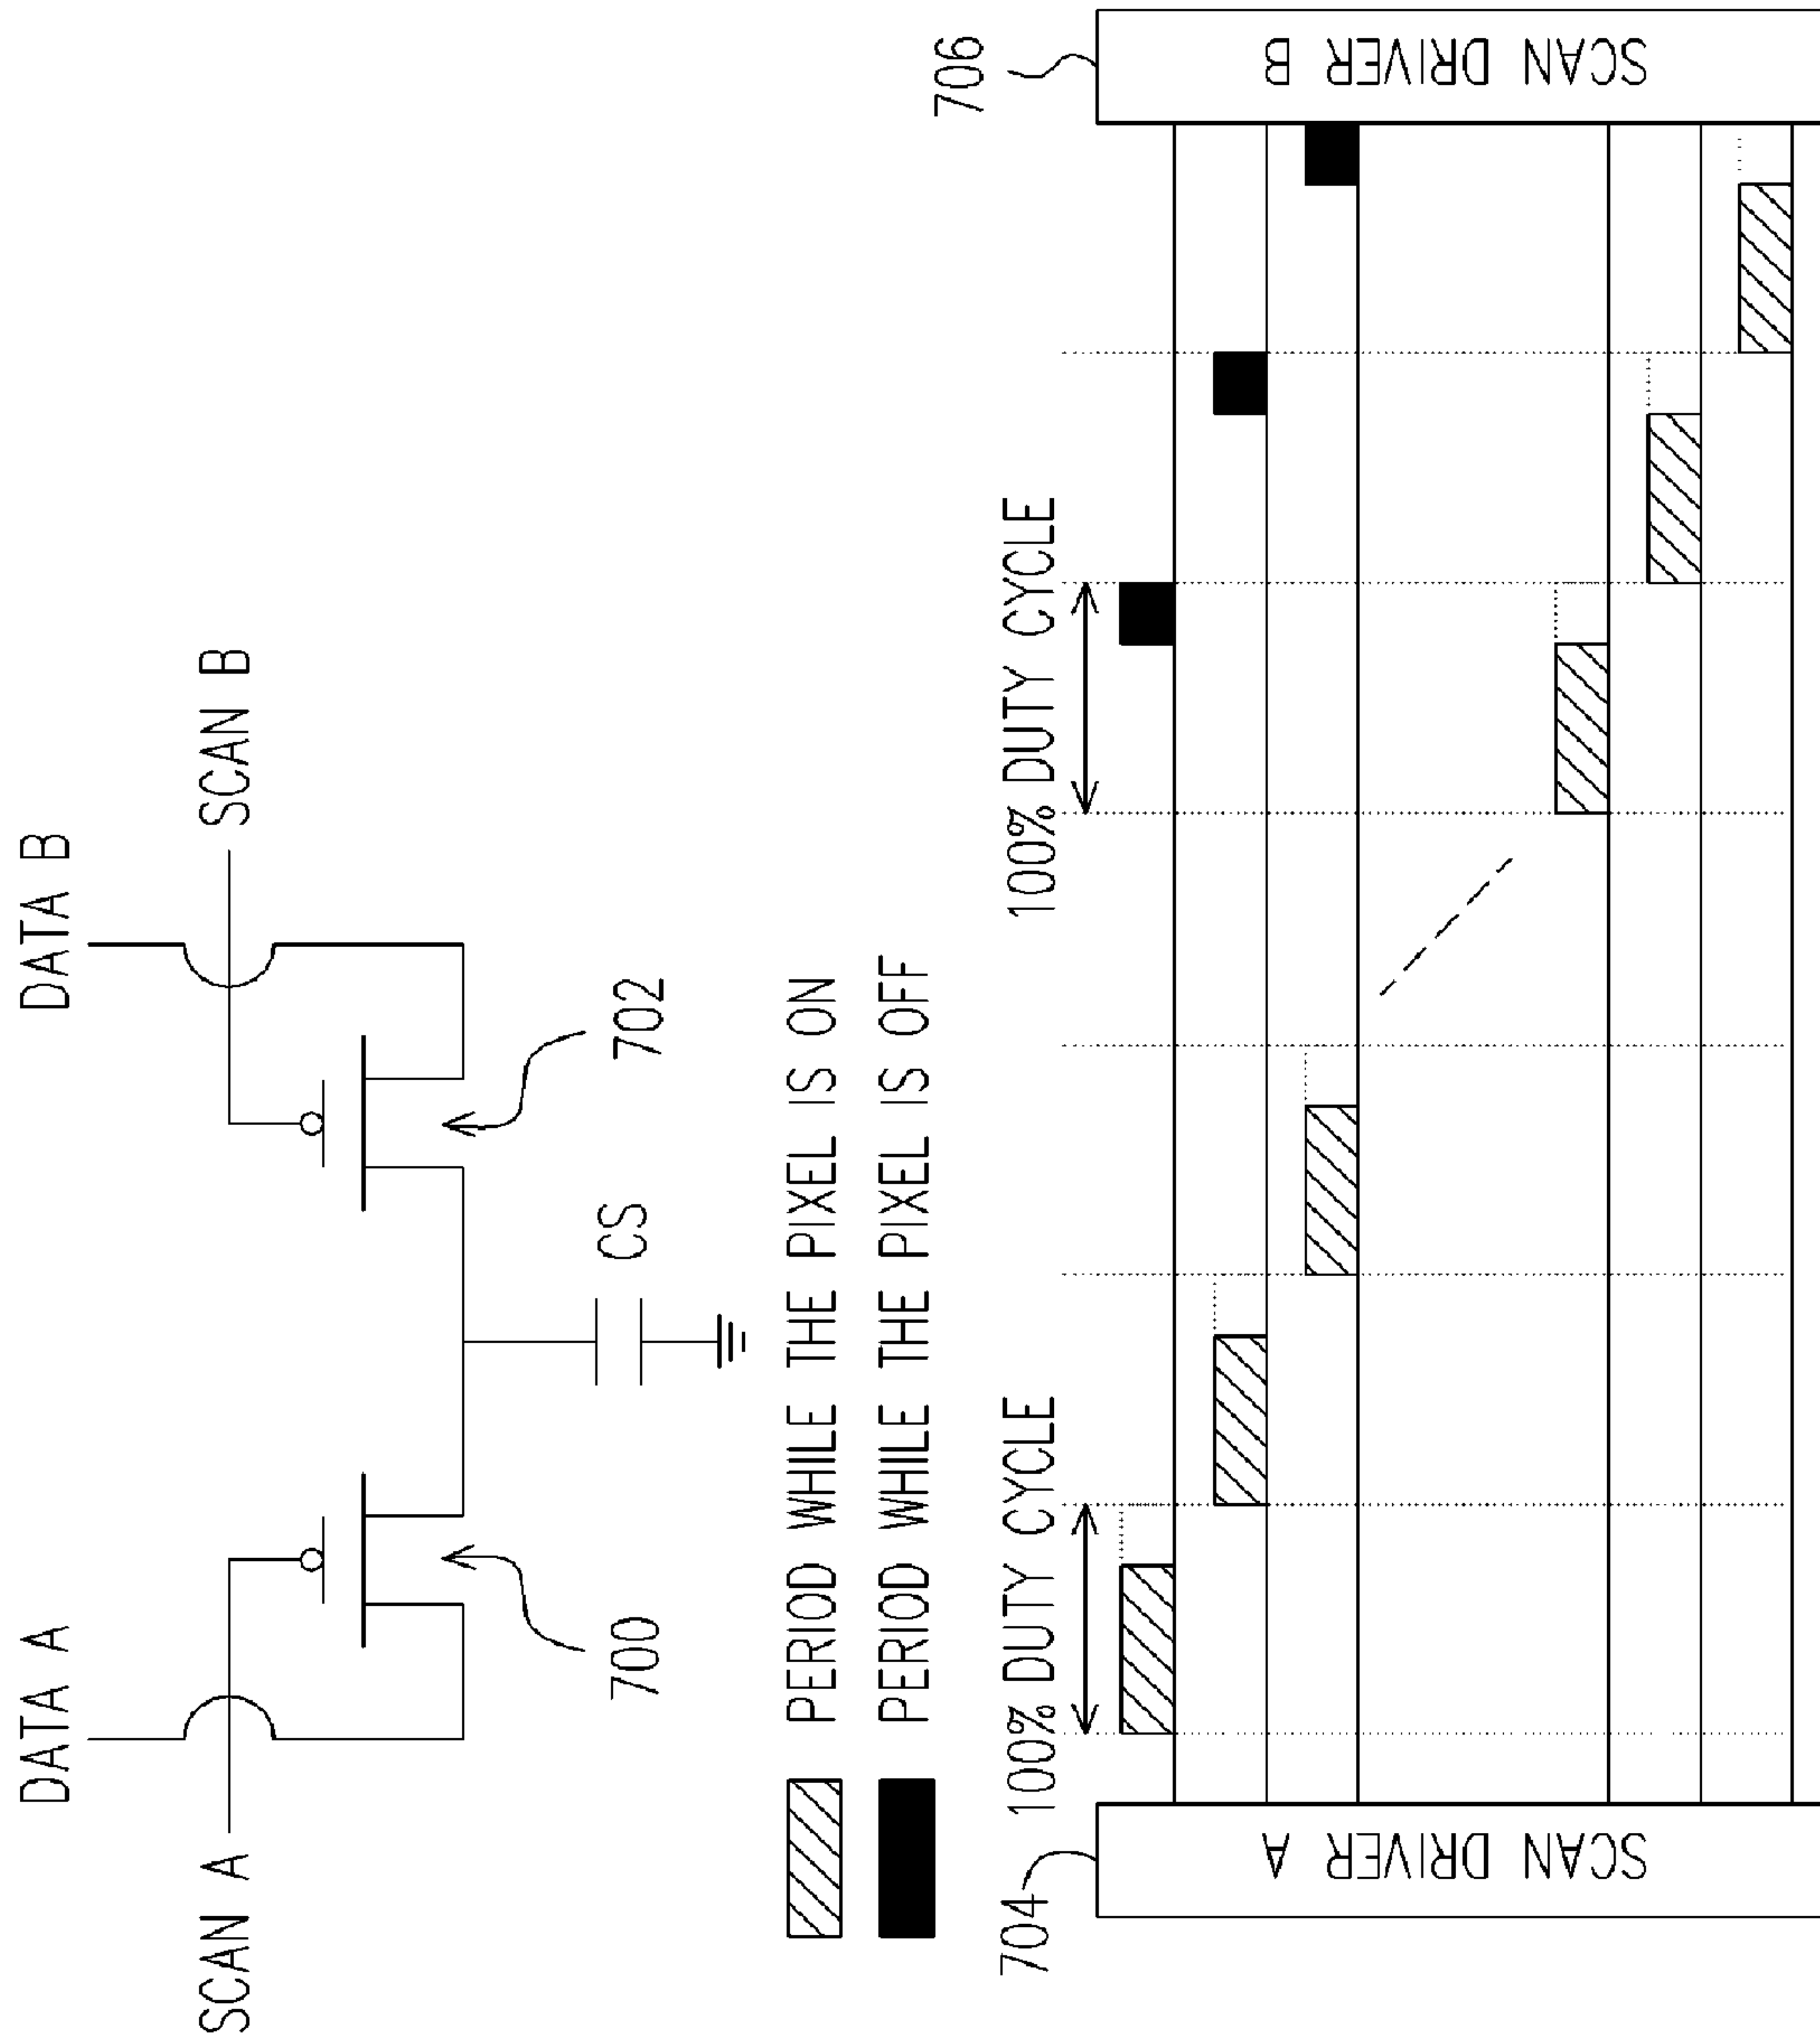 DATA A
DATA B
SCAN A
SCAN B
700
702
CS
PERIOD WHILE THE PIXEL IS ON
PERIOD WHILE THE PIXEL IS OFF
704
100% DUTY CYCLE
100% DUTY CYCLE
706
SCAN DRIVER A
SCAN DRIVER B